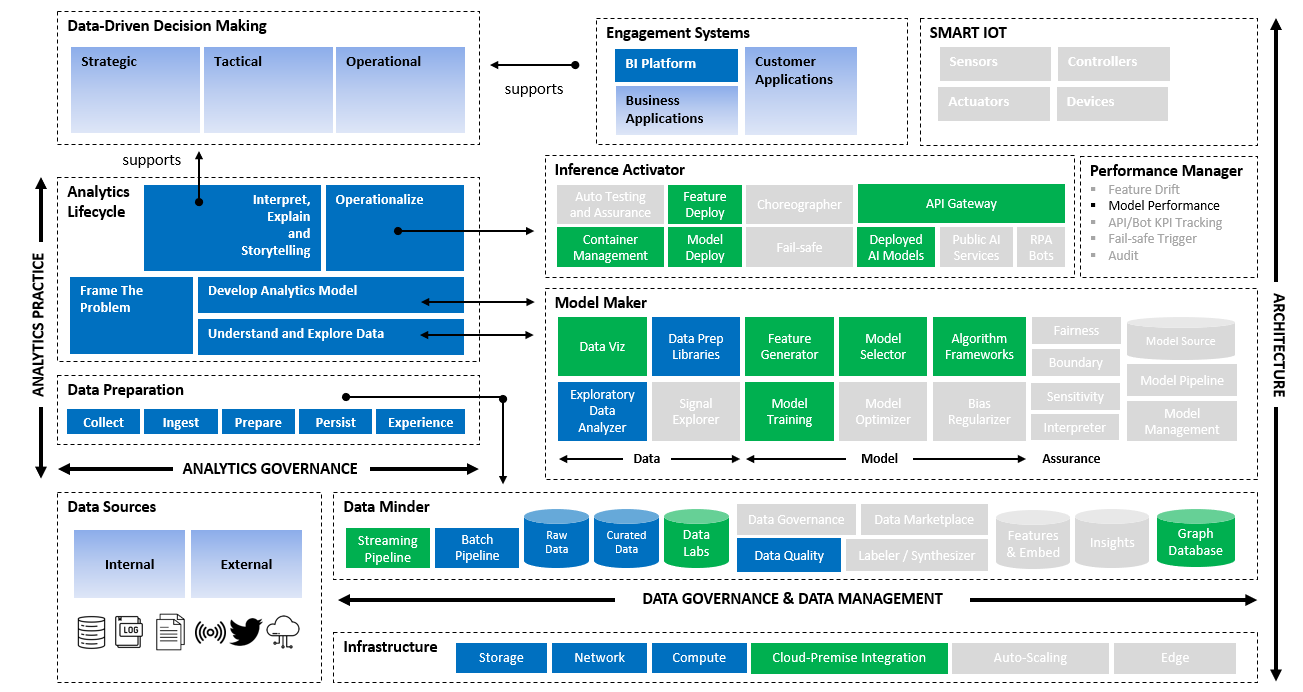 Data-Driven Decision Making
Strategic
Tactical
Operational
supports
Engagement Systems
BI Platform
Business
Applications
Customer
Applications
SMART IOT
Sensors
Controllers
Actuators
Devices
supports
ANALYTICS PRACTICE
Analytics
Lifecycle
Interpret,
Explain
and
Storytelling
Operationalize
Frame The
Problem
Develop Analytics Model
Understand and Explore Data
Inference Activator
Auto Testing
and Assurance
Feature
Deploy
Choreographer
API Gateway
Container
Management
Model
Deploy
Fail-safe
Deployed
AI Models
Public AI
Services
RPA
Bots
Performance Manager
▪ Feature Drift
▪ Model Performance
▪ API/Bot KPI Tracking
▪ Fail-safe Trigger
▪ Audit
ARCHITECTURE
Model Maker
Data Viz
Data Prep
Libraries
Feature
Generator
Model
Selector
Algorithm
Frameworks
Fairness
Boundary
Model Source
Exploratory
Data
Analyzer
Signal
Explorer
Model
Training
Model
Optimizer
Bias
Regularizer
Sensitivity
Interpreter
Model Pipeline
Model
Management
Data
Model
Assurance
Data Preparation
Collect
Ingest
Prepare
Persist
Experience
ANALYTICS GOVERNANCE
Data Sources
Internal
External
LOG
Data Minder
Streaming
Pipeline
Batch
Pipeline
Raw
Data
Curated
Data
Data
Labs
Data Governance
Data Marketplace
Data Quality
Labeler / Synthesizer
Features
& Embed
Insights
Graph
Database
DATA GOVERNANCE & DATA MANAGEMENT
Infrastructure
Storage
Network
Compute
Cloud-Premise Integration
Auto-Scaling
Edge